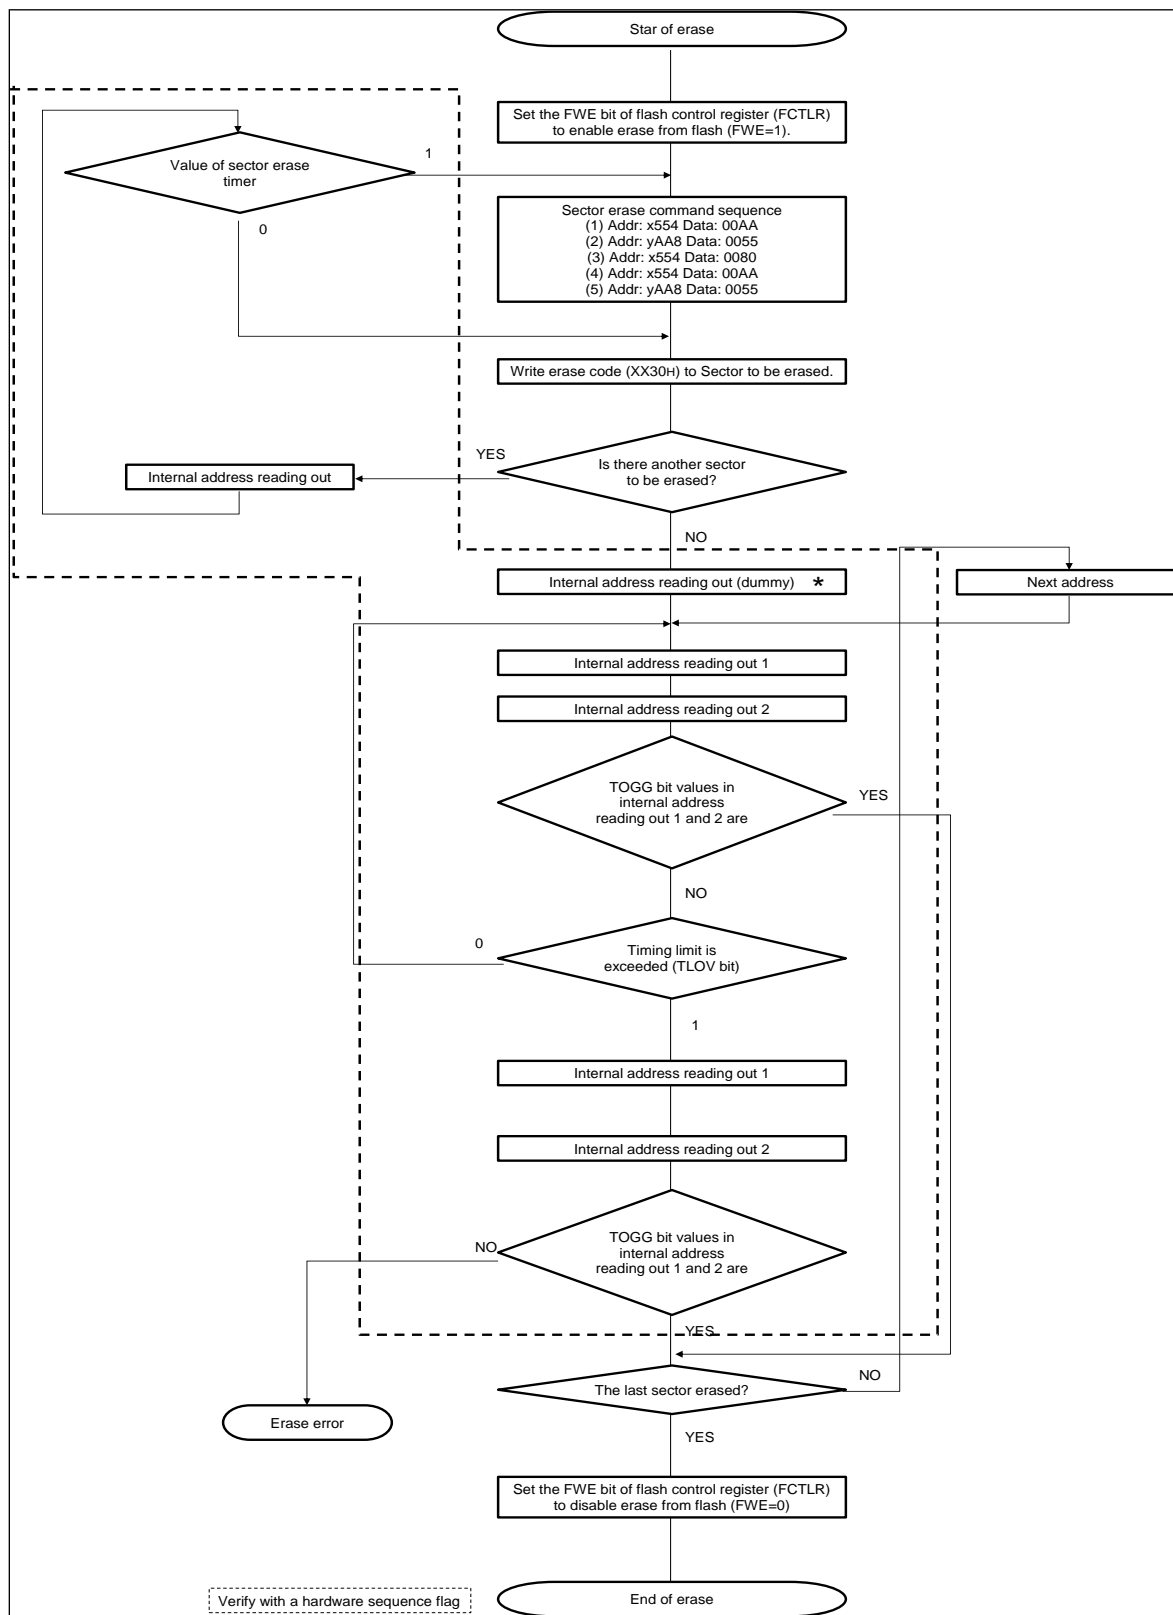 Star of erase
Set the FWE bit of flash control register (FCTLR)
to enable erase from flash (FWE=1).
Value of sector erase
timer
1
0
Sector erase command sequence
(1) Addr: x554 Data: 00AA
(2) Addr: yAA8 Data: 0055
(3) Addr: x554 Data: 0080
(4) Addr: x554 Data: 00AA
(5) Addr: yAA8 Data: 0055
Write erase code (XX30H) to Sector to be erased.
YES
Is there another sector
to be erased?
Internal address reading out
NO
Internal address reading out (dummy) *
Next address
Internal address reading out 1
Internal address reading out 2
TOGG bit values in
internal address
reading out 1 and 2 are
YES
NO
0
Timing limit is
exceeded (TLOV bit)
1
Internal address reading out 1
Internal address reading out 2
NO
TOGG bit values in
internal address
reading out 1 and 2 are
YES
NO
The last sector erased?
Erase error
YES
Set the FWE bit of flash control register (FCTLR)
to disable erase from flash (FWE=0)
Verify with a hardware sequence flag
End of erase